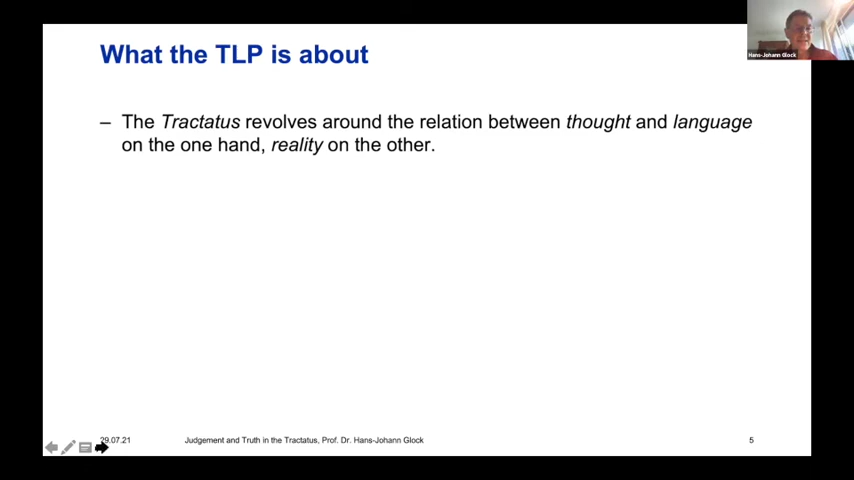 What the TLP is about
Hans-Johann Glock
– The Tractatus revolves around the relation between thought and language
on the one hand, reality on the other.
29.07.21
Judgement and Truth in the Tractatus, Prof. Dr. Hans-Johann Glock
5